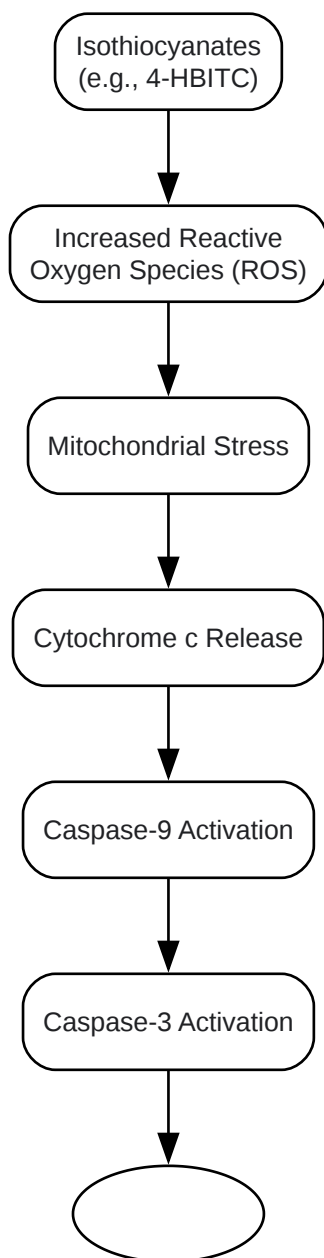 Isothiocyanates
(e.g., 4-HBITC)
Increased Reactive
Oxygen Species (ROS)
Mitochondrial Stress
Cytochrome c Release
Caspase-9 Activation
Caspase-3 Activation